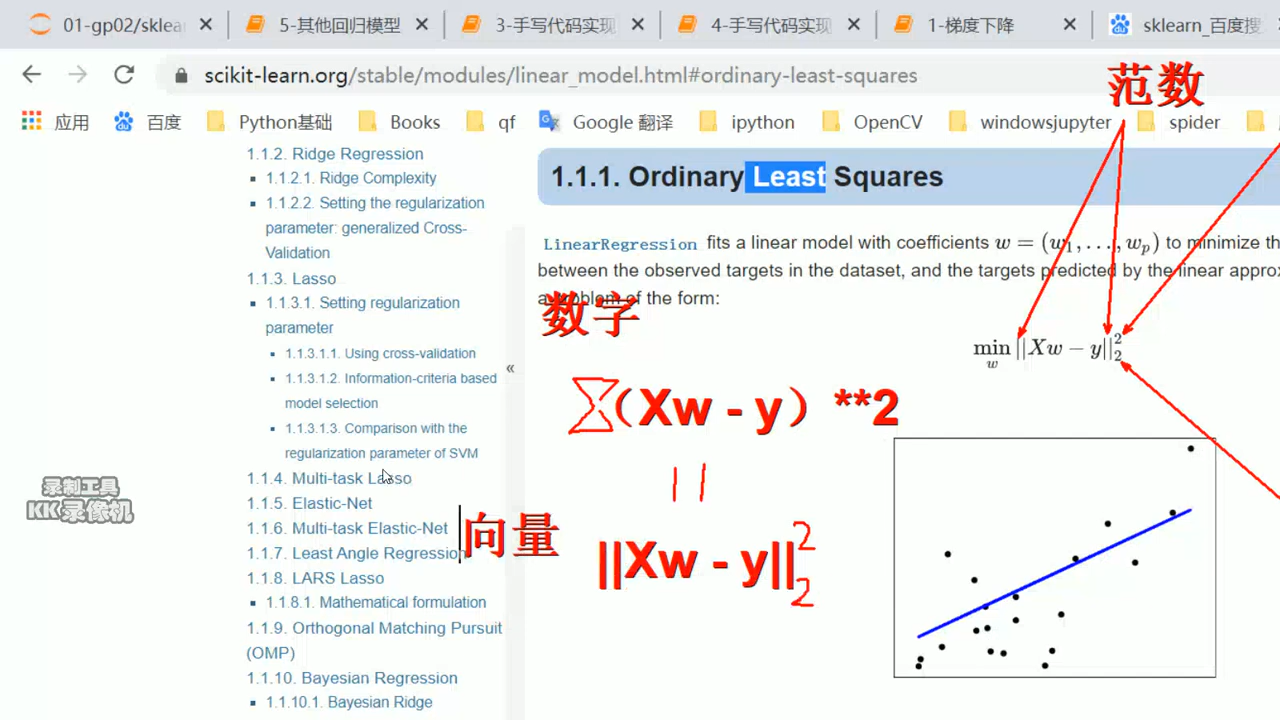 01-gp02/sklea
5-其他回归模型
3-手写代码实现
4-手写代码实现
1-梯度下降
sklearn_百度搜
scikit-learn.org/stable/modules/linear_model.html#ordinary-least-squares
应用
百度
Python基础
Books
qf
Google 翻译
ipython
OpenCV
windowsjupyter
spider
范数
1.1.2. Ridge Regression
1.1.2.1. Ridge Complexity
1.1.2.2. Setting the regularization
parameter: generalized Cross-
Validation
1.1.3. Lasso
1.1.3.1. Setting regularization
parameter
1.1.3.1.1. Using cross-validation
1.1.3.1.2. Information-criteria based
model selection
1.1.3.1.3. Comparison with the
regularization parameter of SVM
1.1.4. Multi-task Lasso
1.1.5. Elastic-Net
1.1.6. Multi-task Elastic-Net
1.1.7. Least Angle Regression
1.1.8. LARS Lasso
1.1.8.1. Mathematical formulation
1.1.9. Orthogonal Matching Pursuit
(OMP)
1.1.10. Bayesian Regression
1.1.10.1. Bayesian Ridge
«
1.1.1. Ordinary Least Squares
LinearRegression fits a linear model with coefficients w = (w₁, . . . , wₚ) to minimize the
between the observed targets in the dataset, and the targets predicted by the linear approx
a problem of the form:
数字
min ||Xw − y||₂²
w
∑（Xw - y）**2
||
向量
||Xw - y||₂²
录制工具
KK 录像机